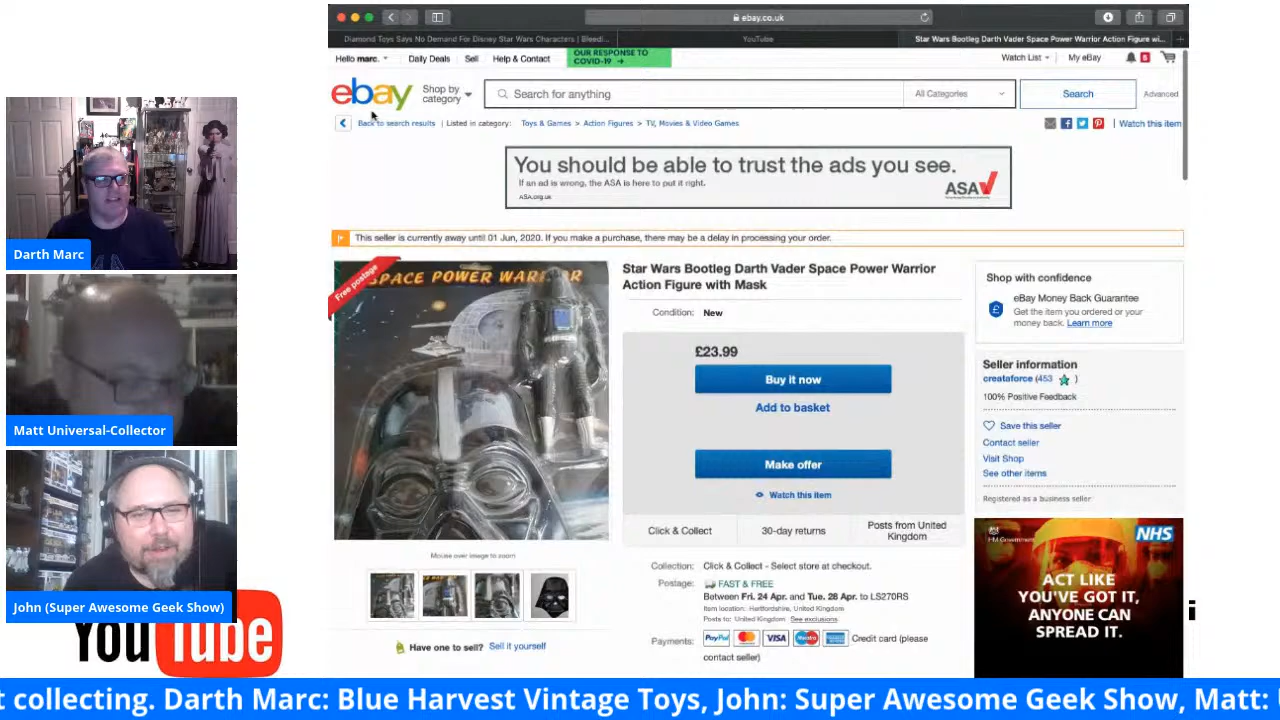 ebay.co.uk
Diamond Toys Says No Demand For Disney Star Wars Characters | Bleedi...
YouTube
Star Wars Bootleg Darth Vader Space Power Warrior Action Figure wi...
Hello marc.
Daily Deals
Sell
Help & Contact
OUR RESPONSE TO
COVID-19 →
Watch List
My eBay
ebay
Shop by
category
Search for anything
All Categories
Search
Advanced
Back to search results
Listed in category:
Toys & Games > Action Figures > TV, Movies & Video Games
Watch this item
You should be able to trust the ads you see.
If an ad is wrong, the ASA is here to put it right.
ASA.org.uk
ASA
This seller is currently away until 01 Jun, 2020. If you make a purchase, there may be a delay in processing your order.
Free postage
SPACE POWER WARRIOR
Star Wars Bootleg Darth Vader Space Power Warrior
Action Figure with Mask
Condition: New
£23.99
Buy it now
Add to basket
Make offer
Watch this item
Click & Collect
30-day returns
Posts from United
Kingdom
Collection: Click & Collect - Select store at checkout.
Postage: FAST & FREE
Between Fri. 24 Apr. and Tue. 28 Apr. to LS270RS
Item location: Hertfordshire, United Kingdom
Posts to: United Kingdom See exclusions
Payments: PayPal VISA Credit card (please
contact seller)
Mouse over image to zoom
Have one to sell? Sell it yourself
Shop with confidence
eBay Money Back Guarantee
Get the item you ordered or your
money back. Learn more
Seller information
creataforce (453 )
100% Positive Feedback
Save this seller
Contact seller
Visit Shop
See other items
Registered as a business seller
HM Government
NHS
ACT LIKE
YOU'VE GOT IT,
ANYONE CAN
SPREAD IT.
Darth Marc
Matt Universal-Collector
John (Super Awesome Geek Show)
YouTube
i
t collecting. Darth Marc: Blue Harvest Vintage Toys, John: Super Awesome Geek Show, Matt: